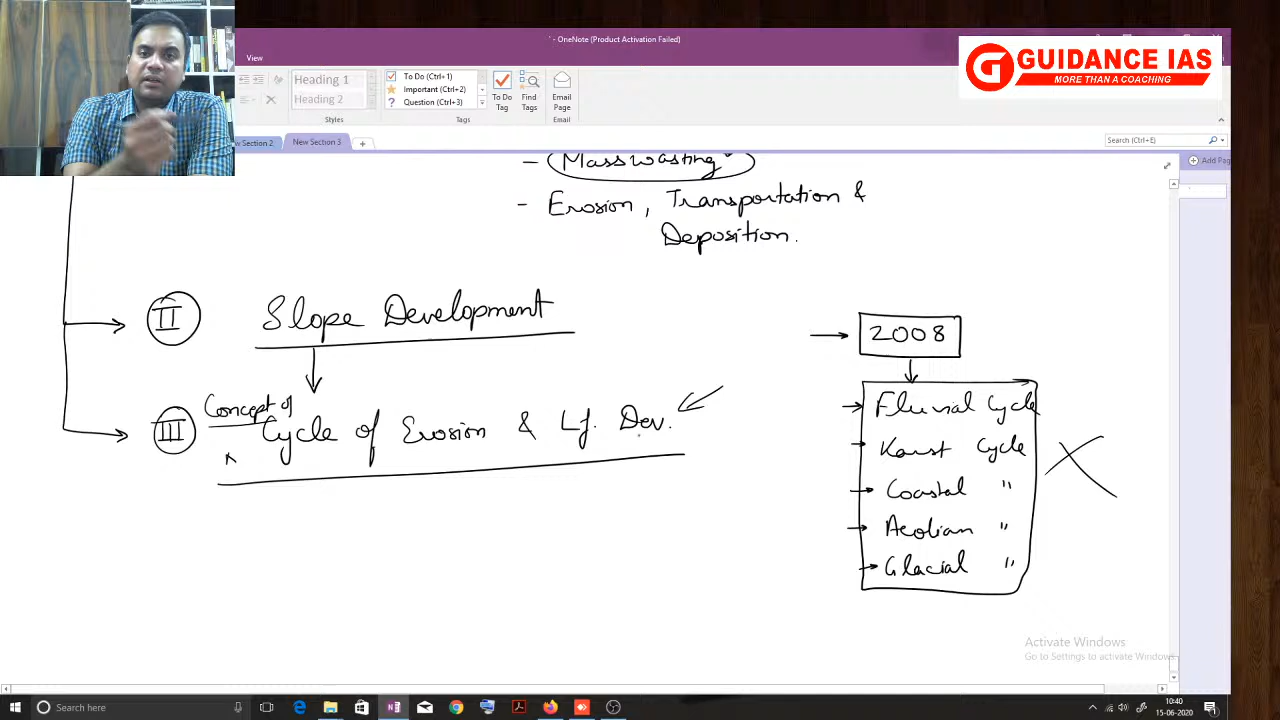 - OneNote (Product Activation Failed)
GUIDANCE IAS
MORE THAN A COACHING
View
Heading 1
Heading 2
To Do (Ctrl+1)
Important (Ctrl+2)
Question (Ctrl+3)
To Do
Tag
Find
Tags
Email
Page
Styles
Tags
Email
New Section 3
Search (Ctrl+E)
Add Pag
- Mass wasting
- Erosion, Transportation &
Deposition.
II Slope Development
III Concept of
Cycle of Erosion & Lf. Dev.
2008
Fluvial Cycle
Karst Cycle
Coastal "
Aeolian "
Glacial "
Activate Windows
Go to Settings to activate Windows.
Search here
10:40
15-06-2020